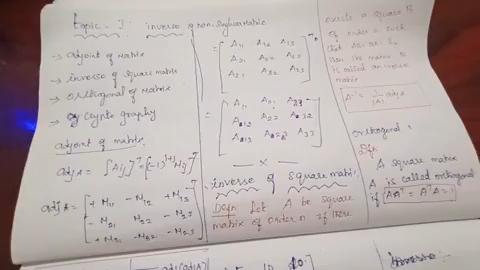 Topic - 3: inverse of non-singular matrix
→ adjoint of Matrix
→ inverse of square matrix
→ orthogonal of Matrix
→ Cryptography
adjoint of matrix
adj A = [Aij]^T = [(-1)^i+j Mij]^T
adj A = [ + M11 - M12 + M13
- M21 M22 - M23
+ M31 - M32 - M33 ]
= [ A11 A12 A13
A21 A22 A23
A31 A32 A33 ]^T
= [ A11 A21
A12 A22 A32
A13 A23 A33 ]
— x —
inverse of square matrix
Defn Let A be square
matrix of order n if there
exists a square B
of order n such
that AB = BA = In
then the matrix B
is called an inverse
matrix
A⁻¹ = 1/|A| adj A
orthogonal:
Defn
A square matrix
A is called orthogonal
if AA^T = A^TA = I